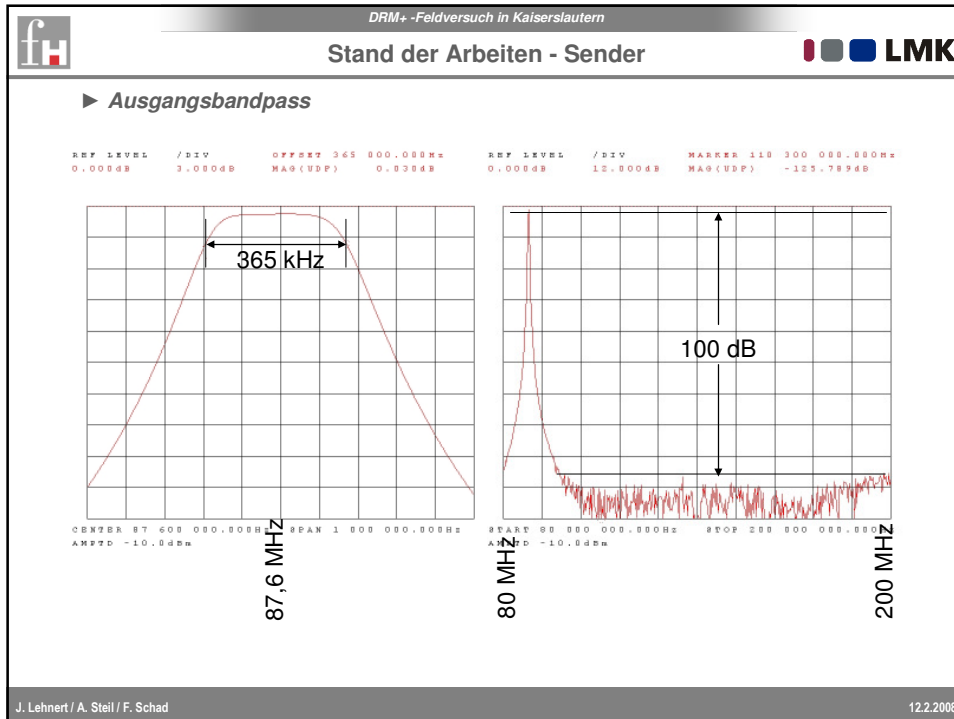 DRM+ -Feldversuch in Kaiserslautern
fH
Stand der Arbeiten - Sender
LMK
► Ausgangsbandpass
REF LEVEL /DIV OFFSET 365 000.000Hz
0.000dB 3.000dB MAG(UDF) 0.030dB
REF LEVEL /DIV MARKER 110 300 000.000Hz
0.000dB 12.000dB MAG(UDF) -125.789dB
365 kHz
100 dB
CENTER 87 600 000.000Hz SPAN 1 000 000.000Hz
AMPTD -10.0dBm
START 80 000 000.000Hz STOP 200 000 000.000
AMPTD -10.0dBm
87,6 MHz
80 MHz
200 MHz
J. Lehnert / A. Steil / F. Schad
12.2.2008